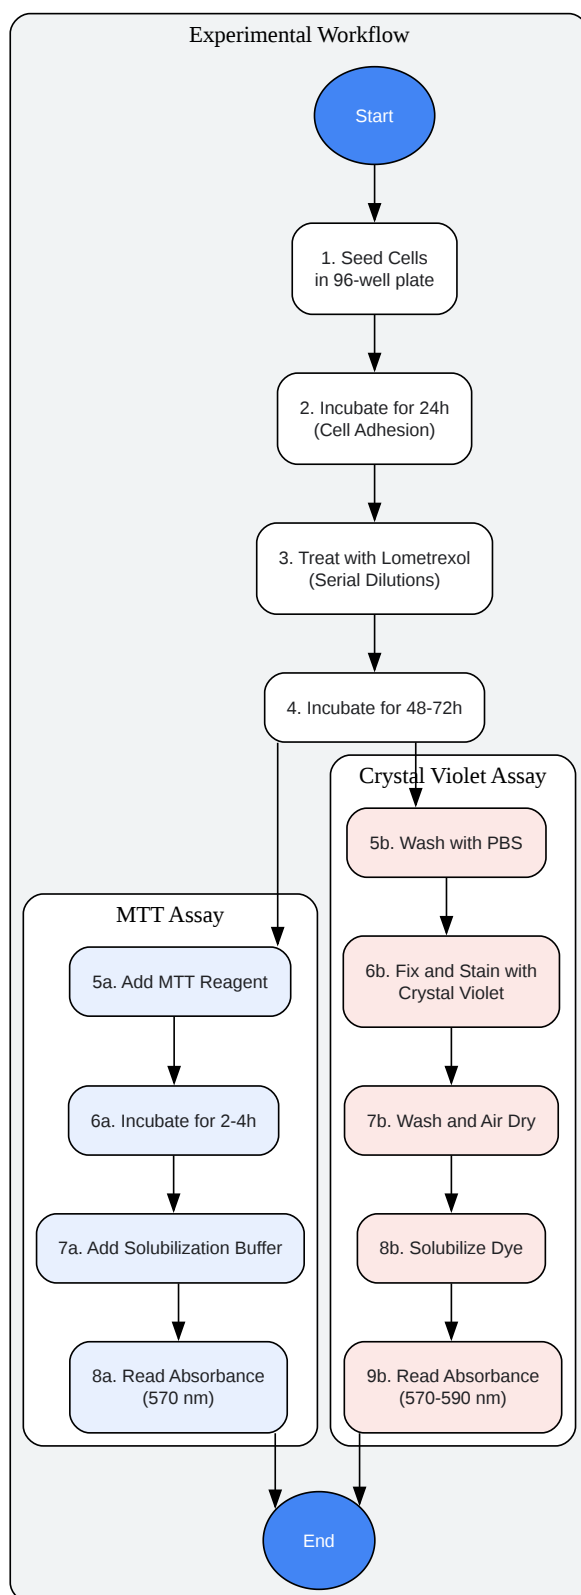 Experimental Workflow
Start
1. Seed Cells
in 96-well plate
2. Incubate for 24h
(Cell Adhesion)
3. Treat with Lometrexol
(Serial Dilutions)
4. Incubate for 48-72h
MTT Assay
5a. Add MTT Reagent
6a. Incubate for 2-4h
7a. Add Solubilization Buffer
8a. Read Absorbance
(570 nm)
Crystal Violet Assay
5b. Wash with PBS
6b. Fix and Stain with
Crystal Violet
7b. Wash and Air Dry
8b. Solubilize Dye
9b. Read Absorbance
(570-590 nm)
End